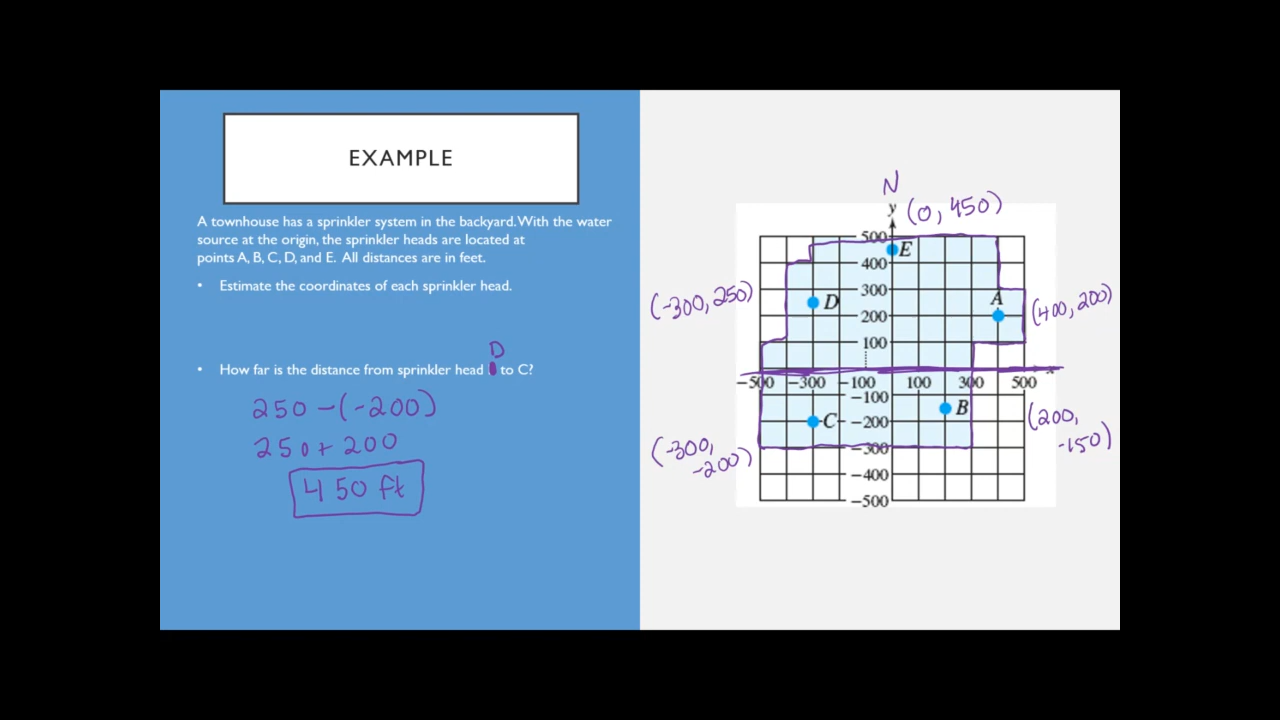 EXAMPLE
A townhouse has a sprinkler system in the backyard. With the water
source at the origin, the sprinkler heads are located at
points A, B, C, D, and E. All distances are in feet.
• Estimate the coordinates of each sprinkler head.
D
• How far is the distance from sprinkler head to C?
250 -(-200)
250 + 200
450 ft
N
y (0, 450)
500
E
400
(-300, 250)
300
D
A
(400, 200)
200
100
x
-500 -300 -100 100 300 500
-100
B
(200,
-150)
C
-200
(-300,
-200)
-300
-400
-500